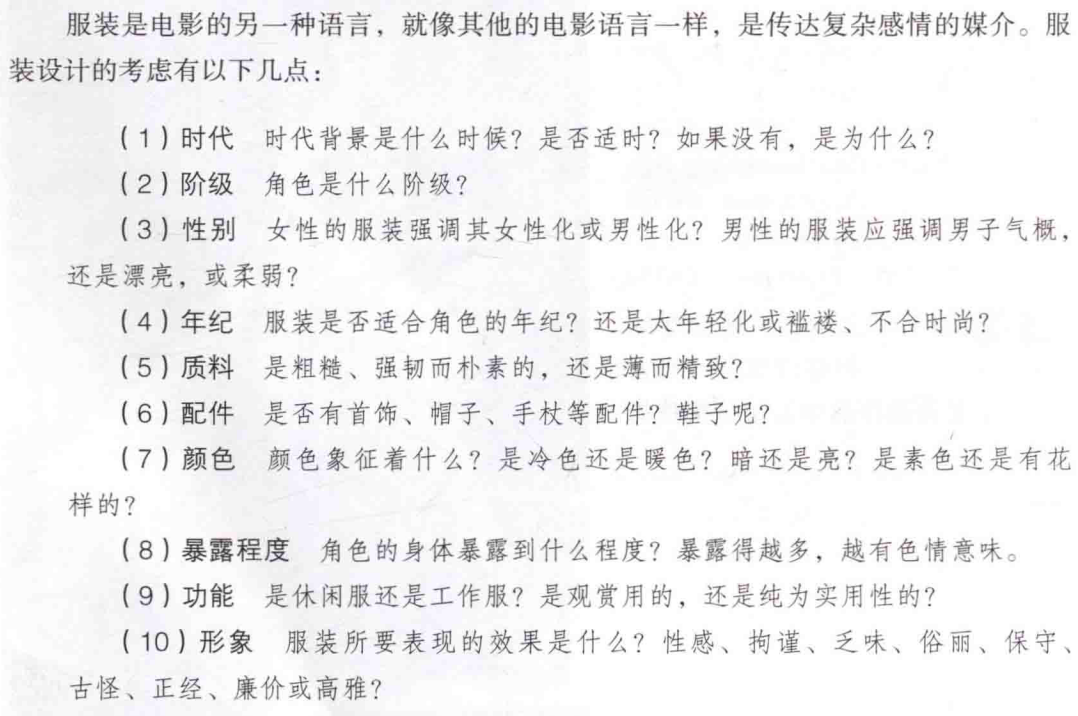 服装是电影的另一种语言，就像其他的电影语言一样，是传达复杂感情的媒介。服
装设计的考虑有以下几点：
（1）时代　时代背景是什么时候？是否适时？如果没有，是为什么？
（2）阶级　角色是什么阶级？
（3）性别　女性的服装强调其女性化或男性化？男性的服装应强调男子气概，
还是漂亮，或柔弱？
（4）年纪　服装是否适合角色的年纪？还是太年轻化或褴褛、不合时尚？
（5）质料　是粗糙、强韧而朴素的，还是薄而精致？
（6）配件　是否有首饰、帽子、手杖等配件？鞋子呢？
（7）颜色　颜色象征着什么？是冷色还是暖色？暗还是亮？是素色还是有花
样的？
（8）暴露程度　角色的身体暴露到什么程度？暴露得越多，越有色情意味。
（9）功能　是休闲服还是工作服？是观赏用的，还是纯为实用性的？
（10）形象　服装所要表现的效果是什么？性感、拘谨、乏味、俗丽、保守、
古怪、正经、廉价或高雅？